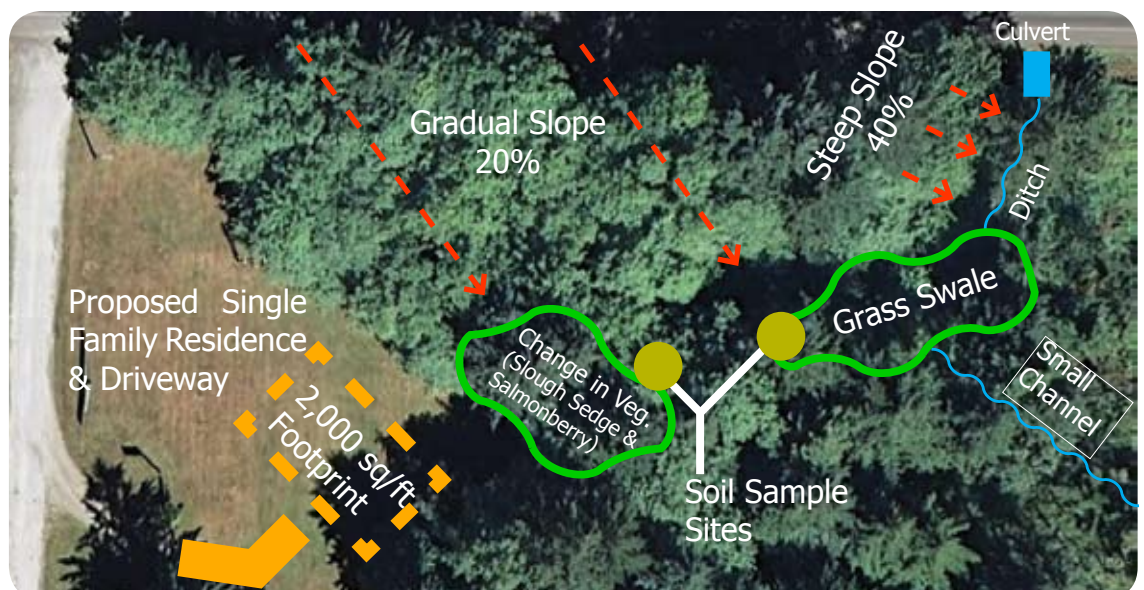 Culvert
Gradual Slope
20%
Steep Slope
40%
Ditch
Proposed Single
Family Residence
& Driveway
2,000 sq/ft
Footprint
Change in Veg.
(Slough Sedge &
Salmonberry)
Grass Swale
Small
Channel
Soil Sample
Sites